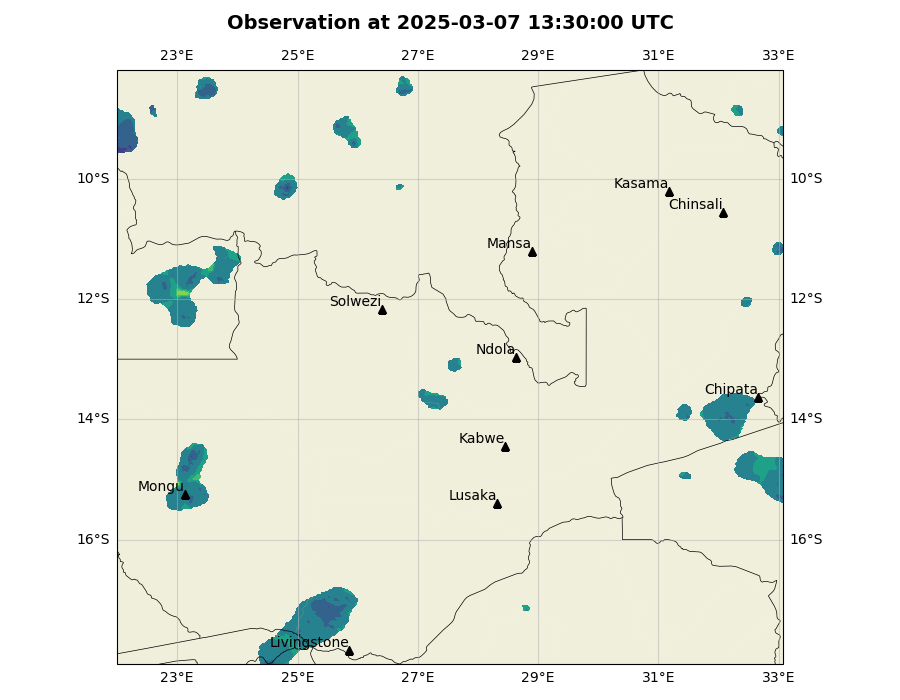 Observation at 2025-03-07 13:30:00 UTC
23°E 25°E 27°E 29°E 31°E 33°E
10°S 10°S
Kasama
Chinsali
Mansa
12°S 12°S
Solwezi
Ndola
Chipata
14°S 14°S
Kabwe
Mongu
Lusaka
16°S 16°S
Livingstone
23°E 25°E 27°E 29°E 31°E 33°E